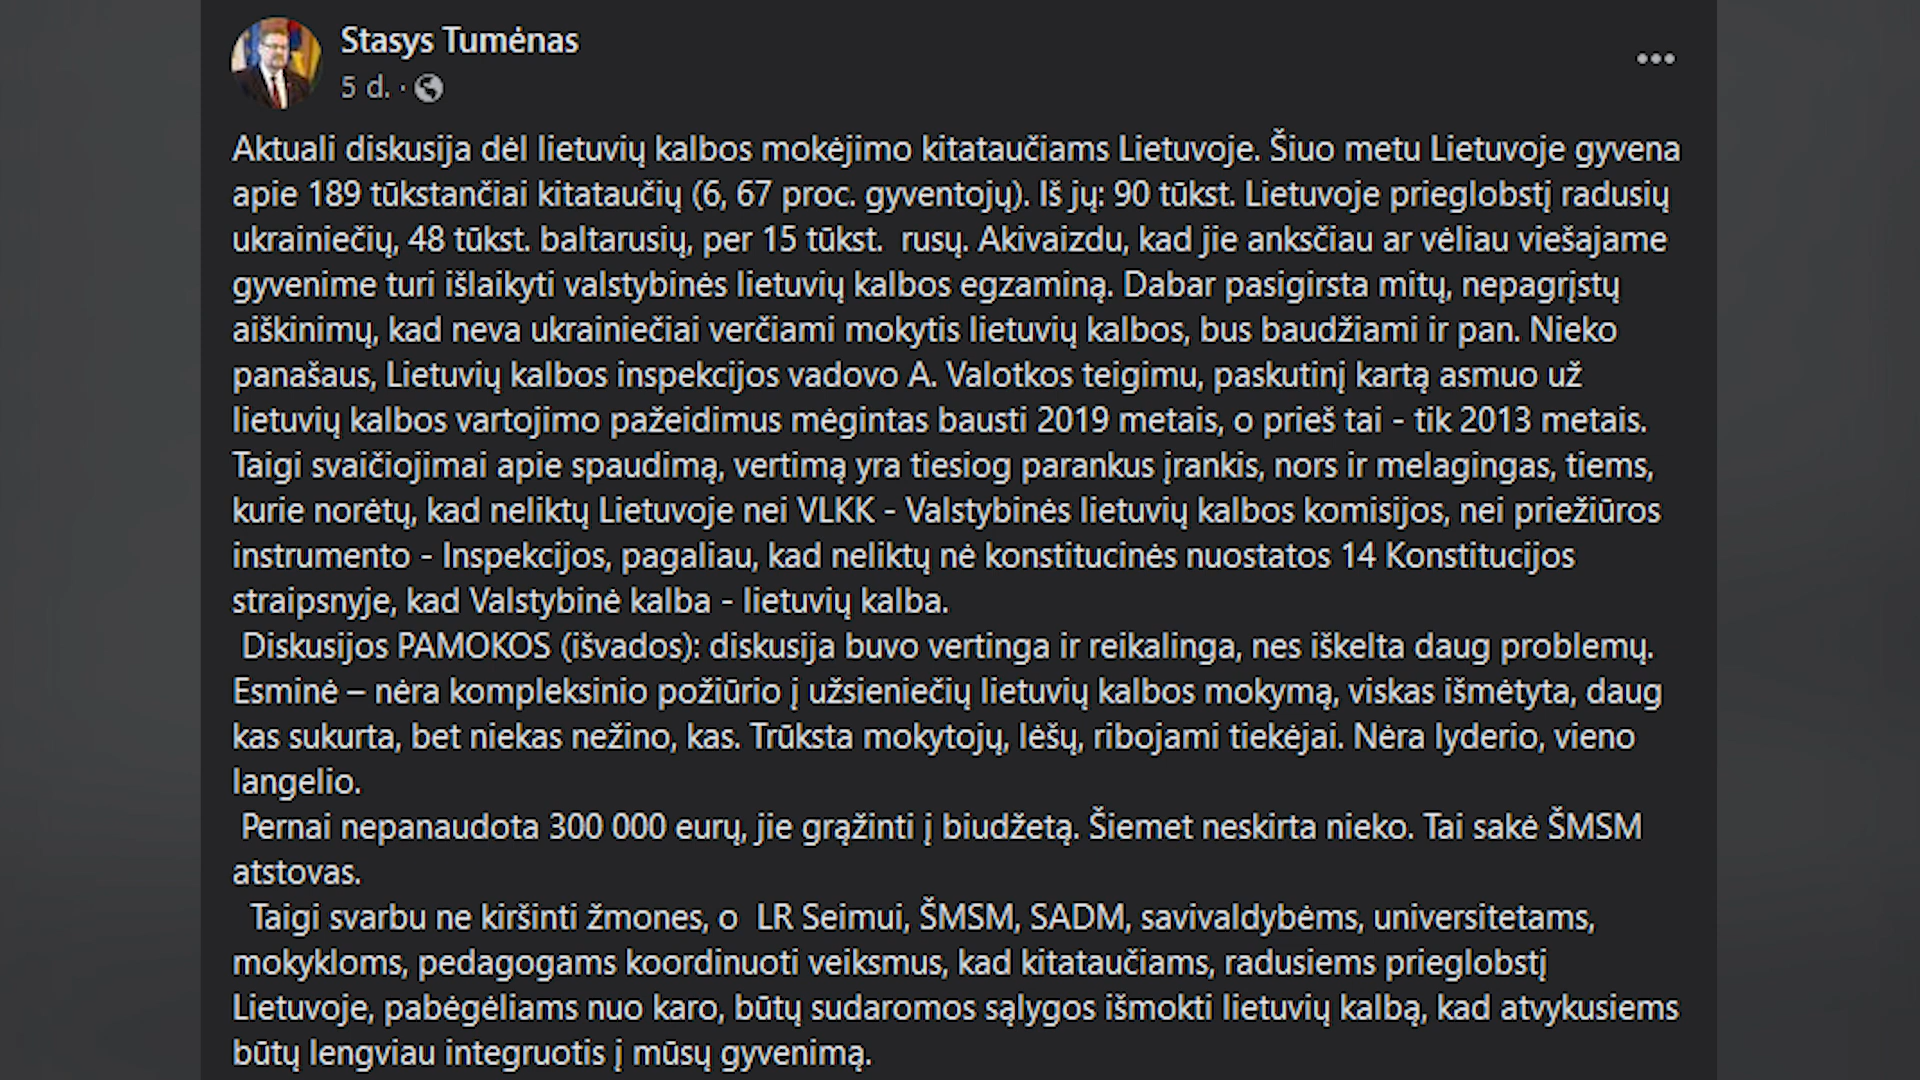 Stasys Tumėnas
5 d. ·
Aktuali diskusija dėl lietuvių kalbos mokėjimo kitataučiams Lietuvoje. Šiuo metu Lietuvoje gyvena
apie 189 tūkstančiai kitataučių (6, 67 proc. gyventojų). Iš jų: 90 tūkst. Lietuvoje prieglobstį radusių
ukrainiečių, 48 tūkst. baltarusių, per 15 tūkst.  rusų. Akivaizdu, kad jie anksčiau ar vėliau viešajame
gyvenime turi išlaikyti valstybinės lietuvių kalbos egzaminą. Dabar pasigirsta mitų, nepagrįstų
aiškinimų, kad neva ukrainiečiai verčiami mokytis lietuvių kalbos, bus baudžiami ir pan. Nieko
panašaus, Lietuvių kalbos inspekcijos vadovo A. Valotkos teigimu, paskutinį kartą asmuo už
lietuvių kalbos vartojimo pažeidimus mėgintas bausti 2019 metais, o prieš tai - tik 2013 metais.
Taigi svaičiojimai apie spaudimą, vertimą yra tiesiog parankus įrankis, nors ir melagingas, tiems,
kurie norėtų, kad neliktų Lietuvoje nei VLKK - Valstybinės lietuvių kalbos komisijos, nei priežiūros
instrumento - Inspekcijos, pagaliau, kad neliktų nė konstitucinės nuostatos 14 Konstitucijos
straipsnyje, kad Valstybinė kalba - lietuvių kalba.
Diskusijos PAMOKOS (išvados): diskusija buvo vertinga ir reikalinga, nes iškelta daug problemų.
Esminė – nėra kompleksinio požiūrio į užsieniečių lietuvių kalbos mokymą, viskas išmėtyta, daug
kas sukurta, bet niekas nežino, kas. Trūksta mokytojų, lėšų, ribojami tiekėjai. Nėra lyderio, vieno
langelio.
Pernai nepanaudota 300 000 eurų, jie grąžinti į biudžetą. Šiemet neskirta nieko. Tai sakė ŠMSM
atstovas.
Taigi svarbu ne kiršinti žmones, o  LR Seimui, ŠMSM, SADM, savivaldybėms, universitetams,
mokykloms, pedagogams koordinuoti veiksmus, kad kitataučiams, radusiems prieglobstį
Lietuvoje, pabėgėliams nuo karo, būtų sudaromos sąlygos išmokti lietuvių kalbą, kad atvykusiems
būtų lengviau integruotis į mūsų gyvenimą.